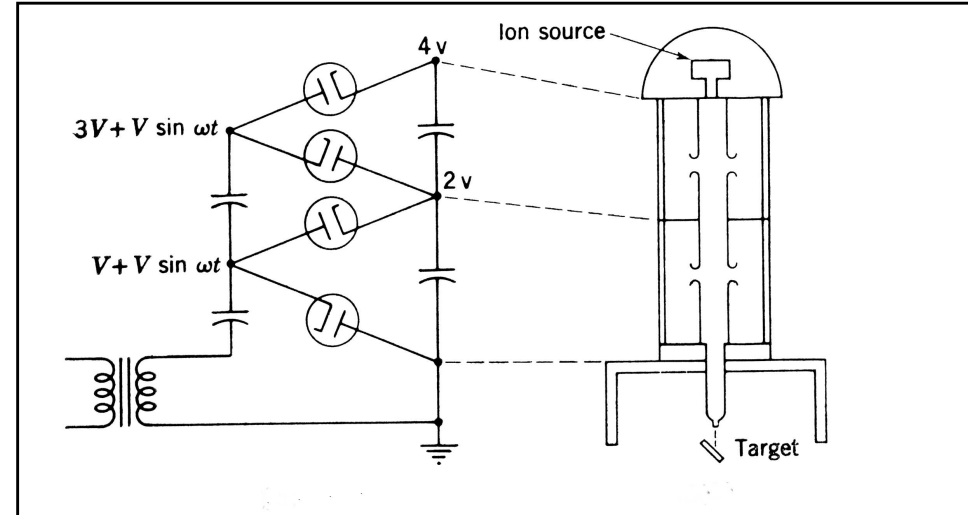 Ion source
4 v
3V + V sin ωt
2 v
V + V sin ωt
Target